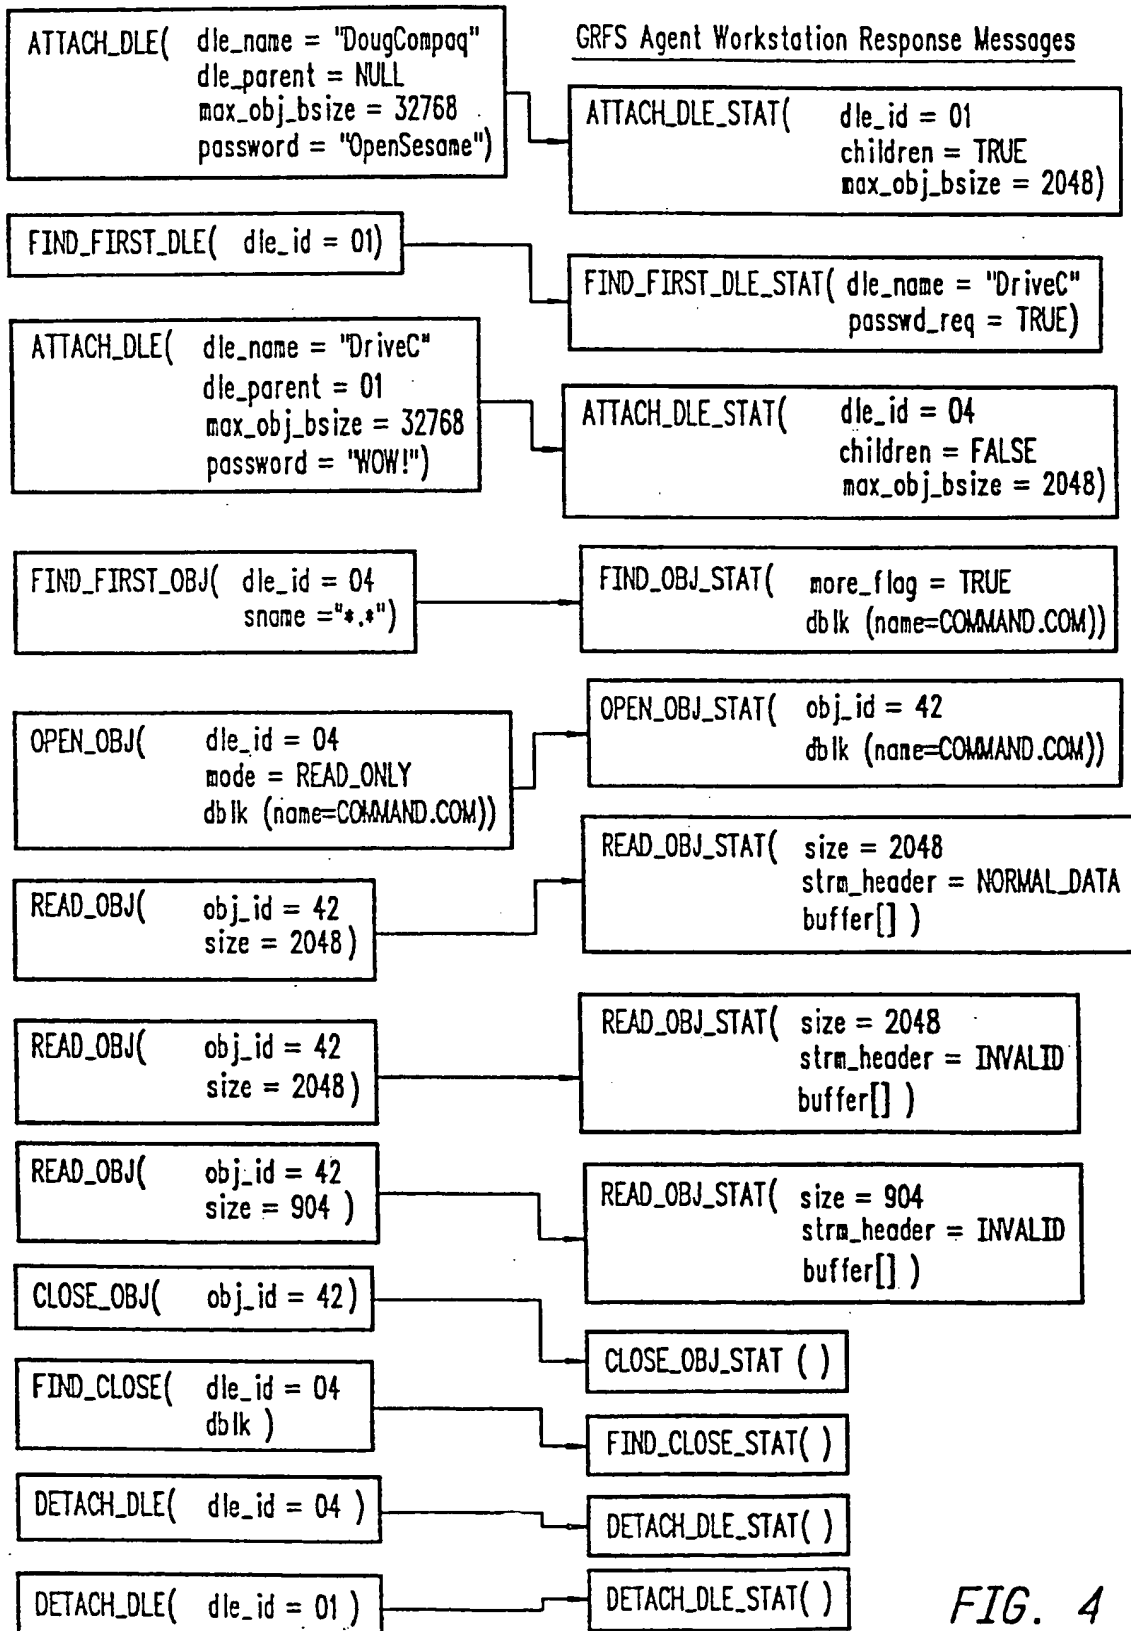 GRFS Agent Workstation Response Messages
ATTACH_DLE( dle_name = "DougCompaq"
dle_parent = NULL
max_obj_bsize = 32768
password = "OpenSesame")
ATTACH_DLE_STAT( dle_id = 01
children = TRUE
max_obj_bsize = 2048)
FIND_FIRST_DLE( dle_id = 01)
FIND_FIRST_DLE_STAT( dle_name = "DriveC"
passwd_req = TRUE)
ATTACH_DLE( dle_name = "DriveC"
dle_parent = 01
max_obj_bsize = 32768
password = "WOW!")
ATTACH_DLE_STAT( dle_id = 04
children = FALSE
max_obj_bsize = 2048)
FIND_FIRST_OBJ( dle_id = 04
sname ="*.*")
FIND_OBJ_STAT( more_flag = TRUE
dblk (name=COMMAND.COM))
OPEN_OBJ( dle_id = 04
mode = READ_ONLY
dblk (name=COMMAND.COM))
OPEN_OBJ_STAT( obj_id = 42
dblk (name=COMMAND.COM))
READ_OBJ( obj_id = 42
size = 2048)
READ_OBJ_STAT( size = 2048
strm_header = NORMAL_DATA
buffer[] )
READ_OBJ( obj_id = 42
size = 2048)
READ_OBJ_STAT( size = 2048
strm_header = INVALID
buffer[] )
READ_OBJ( obj_id = 42
size = 904 )
READ_OBJ_STAT( size = 904
strm_header = INVALID
buffer[] )
CLOSE_OBJ( obj_id = 42)
CLOSE_OBJ_STAT ( )
FIND_CLOSE( dle_id = 04
dblk )
FIND_CLOSE_STAT( )
DETACH_DLE( dle_id = 04 )
DETACH_DLE_STAT( )
DETACH_DLE( dle_id = 01 )
DETACH_DLE_STAT( )
FIG. 4